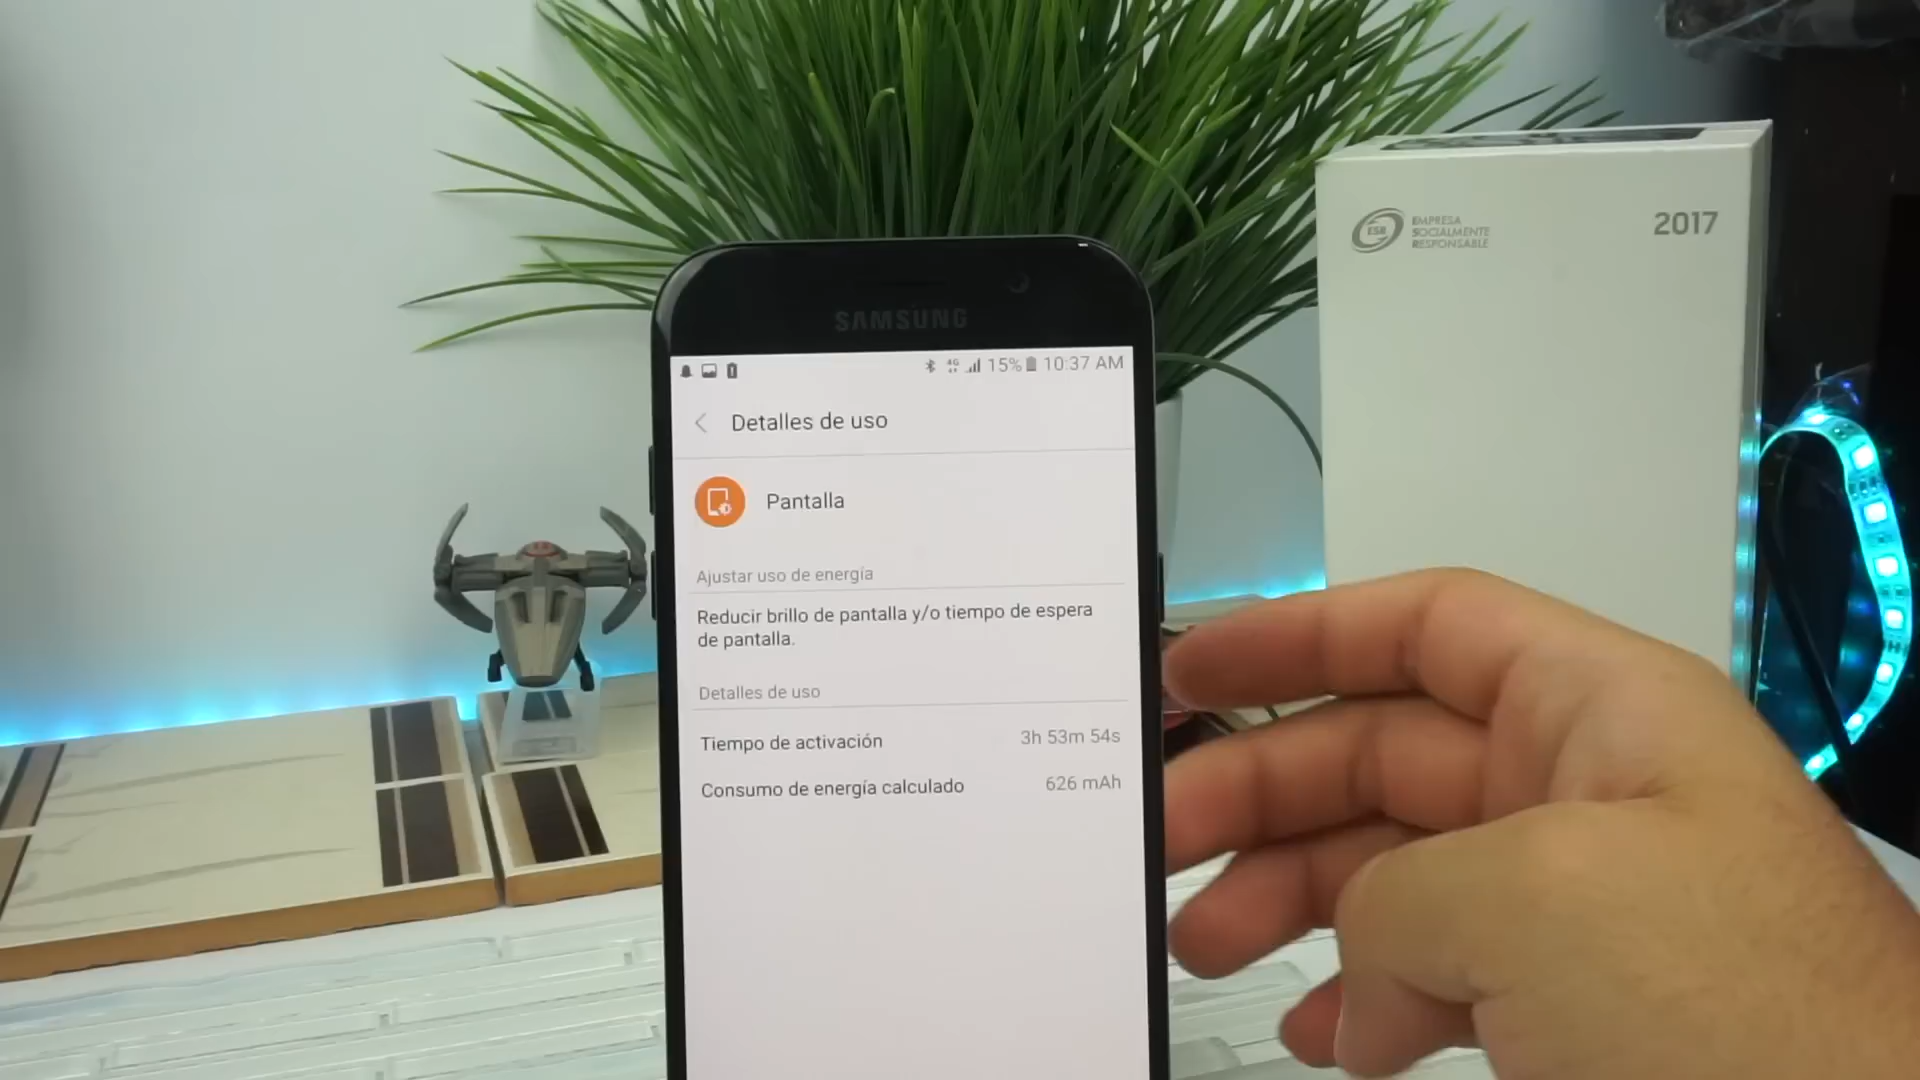 EMPRESA
SOCIALMENTE
RESPONSABLE
ESR
2017
SAMSUNG
4G 15% 10:37 AM
Detalles de uso
Pantalla
Ajustar uso de energía
Reducir brillo de pantalla y/o tiempo de espera
de pantalla.
Detalles de uso
Tiempo de activación 3h 53m 54s
Consumo de energía calculado 626 mAh